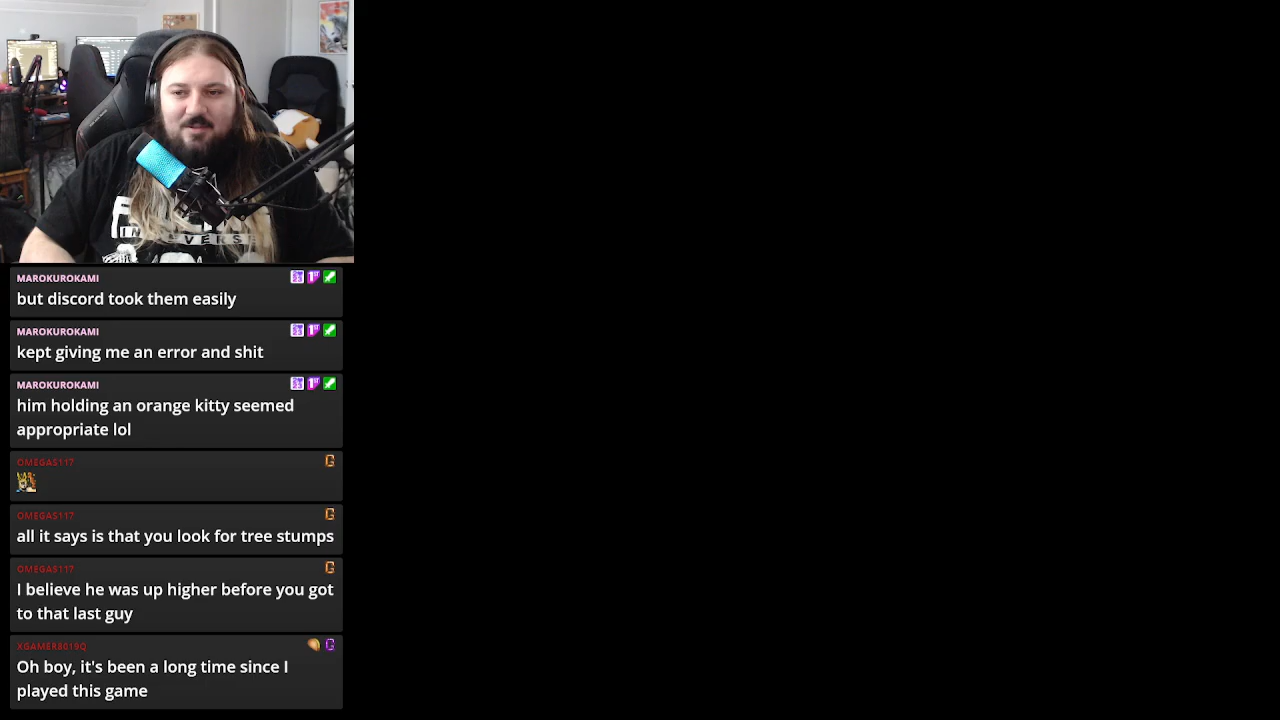 MAROKUROKAMI
but discord took them easily
MAROKUROKAMI
kept giving me an error and shit
MAROKUROKAMI
him holding an orange kitty seemed
appropriate lol
OMEGAS117
OMEGAS117
all it says is that you look for tree stumps
OMEGAS117
I believe he was up higher before you got
to that last guy
XGAMER8019Q
Oh boy, it's been a long time since I
played this game